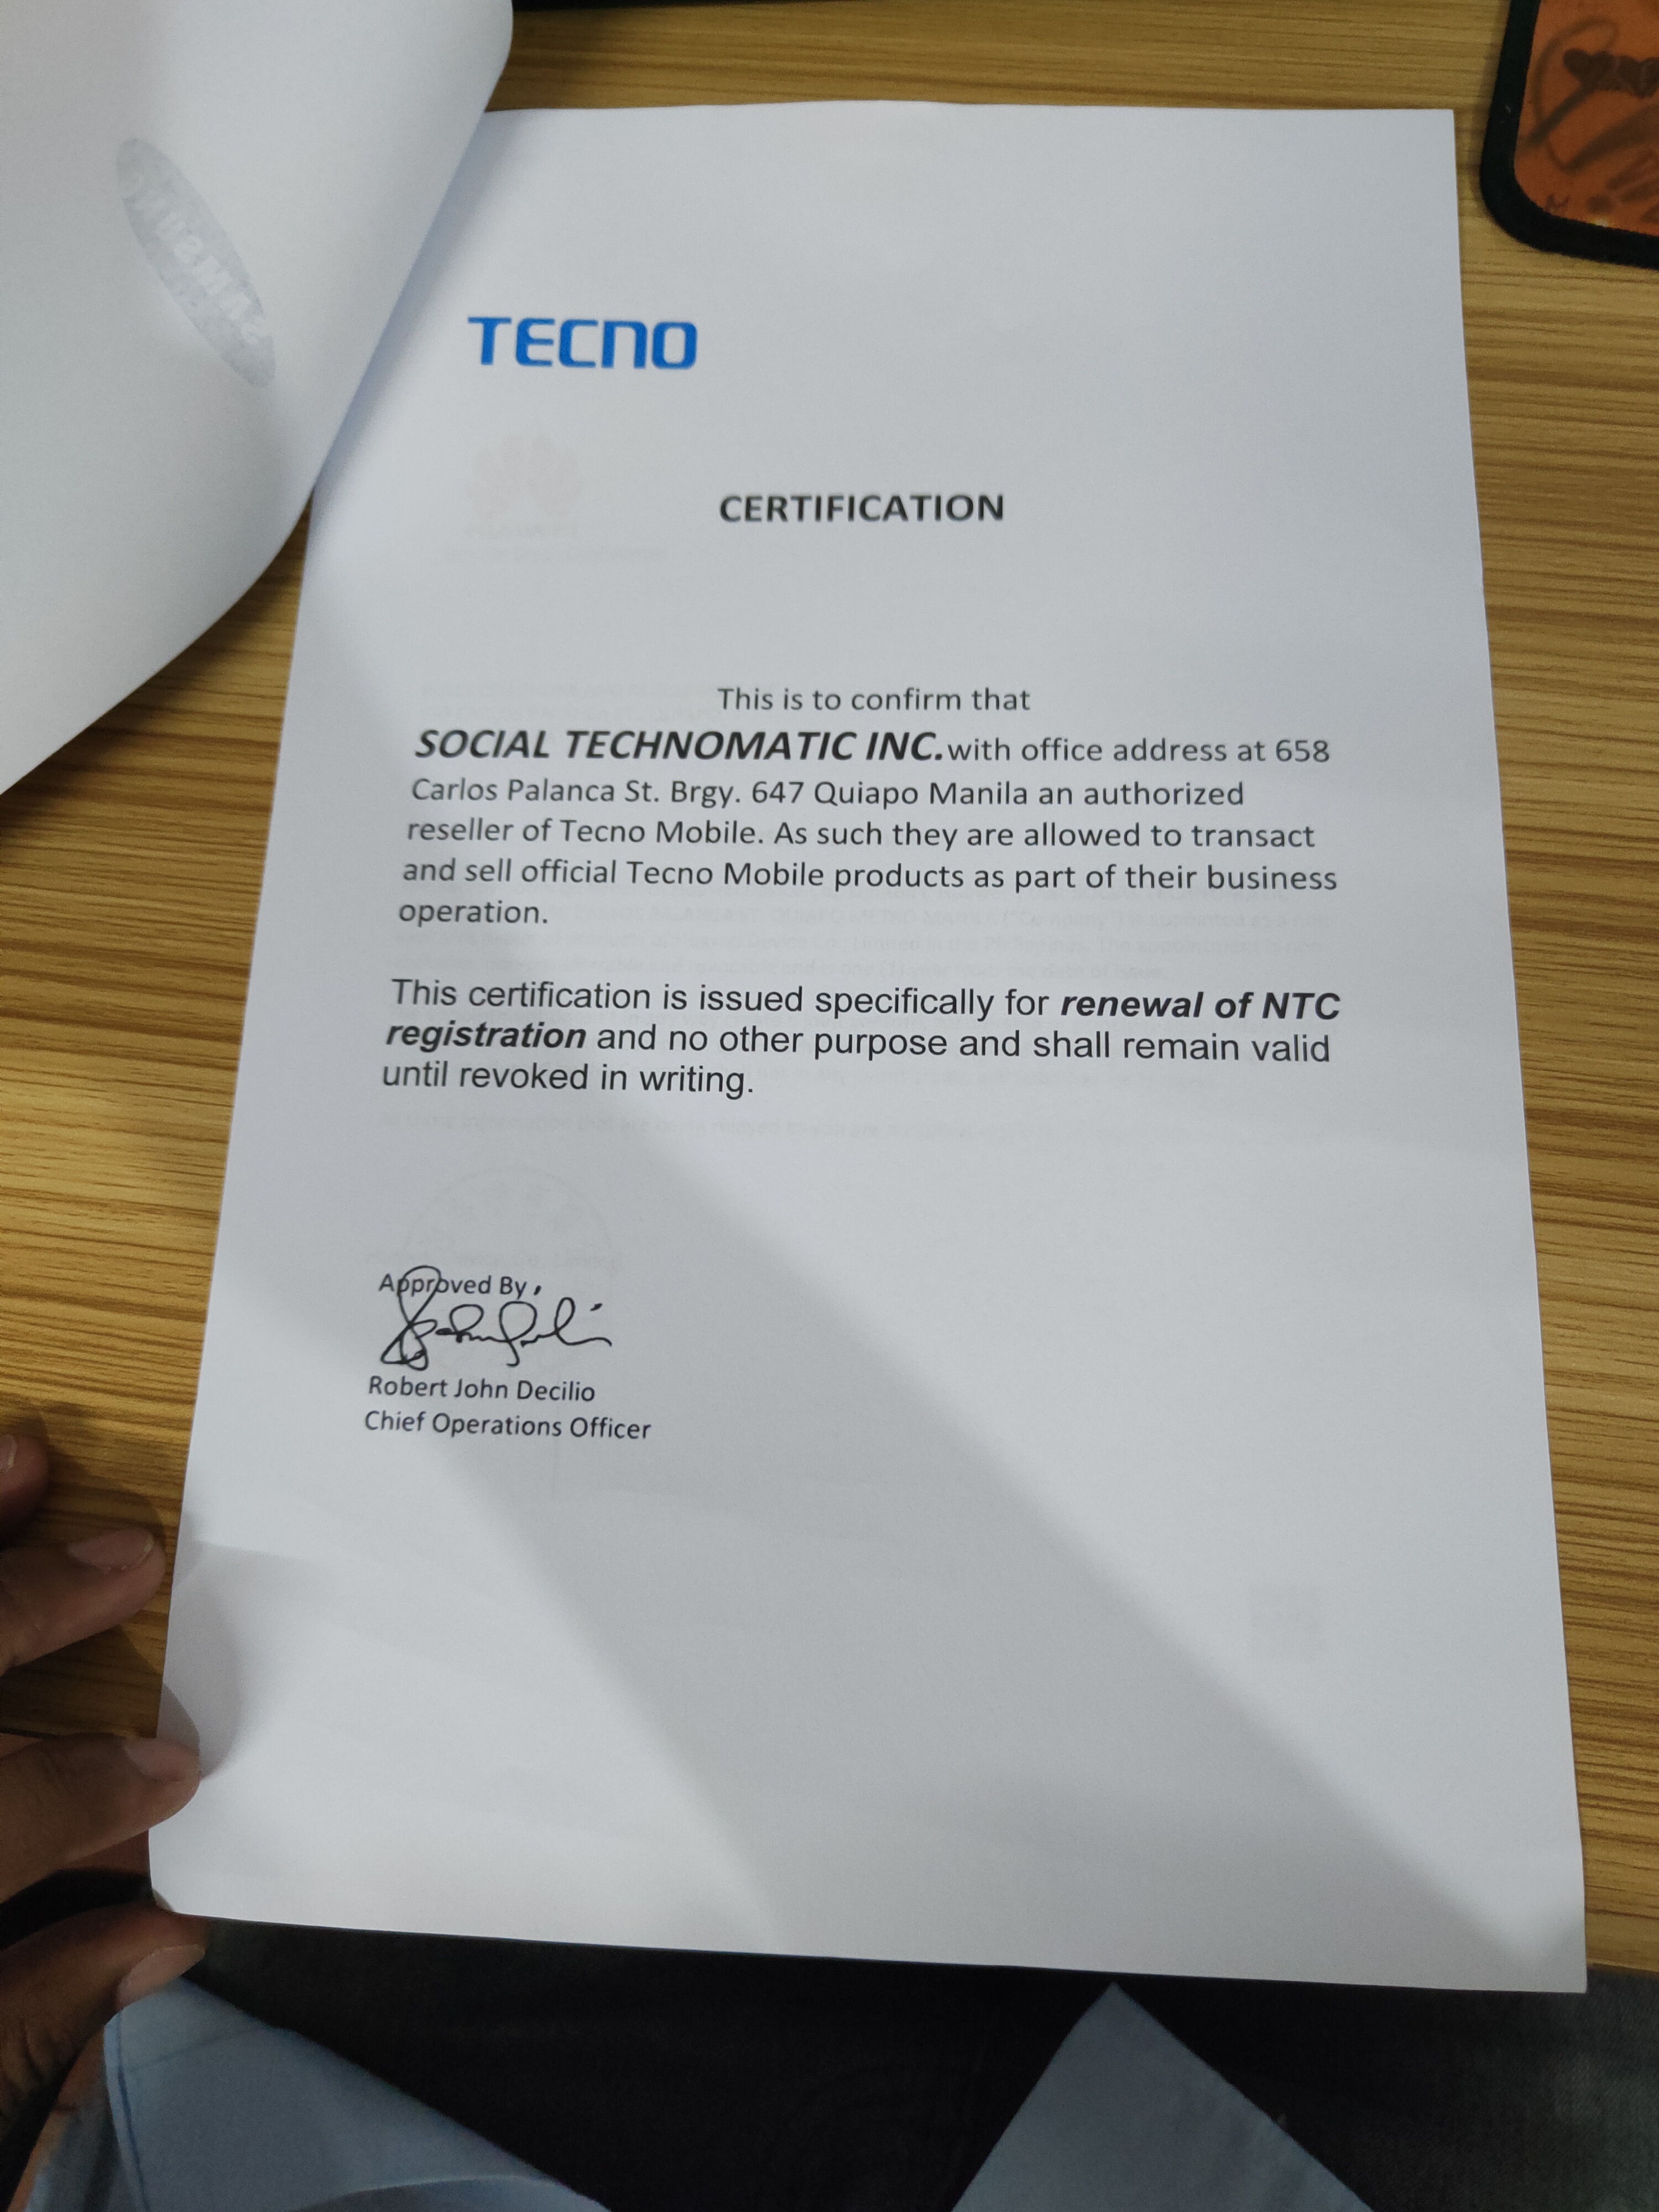 SAMSUNG
TECNO
CERTIFICATION
This is to confirm that
SOCIAL TECHNOMATIC INC.with office address at 658
Carlos Palanca St. Brgy. 647 Quiapo Manila an authorized
reseller of Tecno Mobile. As such they are allowed to transact
and sell official Tecno Mobile products as part of their business
operation.
This certification is issued specifically for renewal of NTC
registration and no other purpose and shall remain valid
until revoked in writing.
Approved By,
Robert John Decilio
Chief Operations Officer